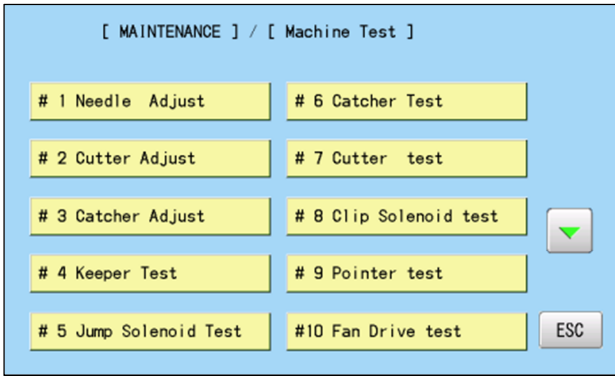 [ MAINTENANCE ] / [ Machine Test ]
# 1 Needle Adjust
# 2 Cutter Adjust
# 3 Catcher Adjust
# 4 Keeper Test
# 5 Jump Solenoid Test
# 6 Catcher Test
# 7 Cutter test
# 8 Clip Solenoid test
# 9 Pointer test
#10 Fan Drive test
ESC